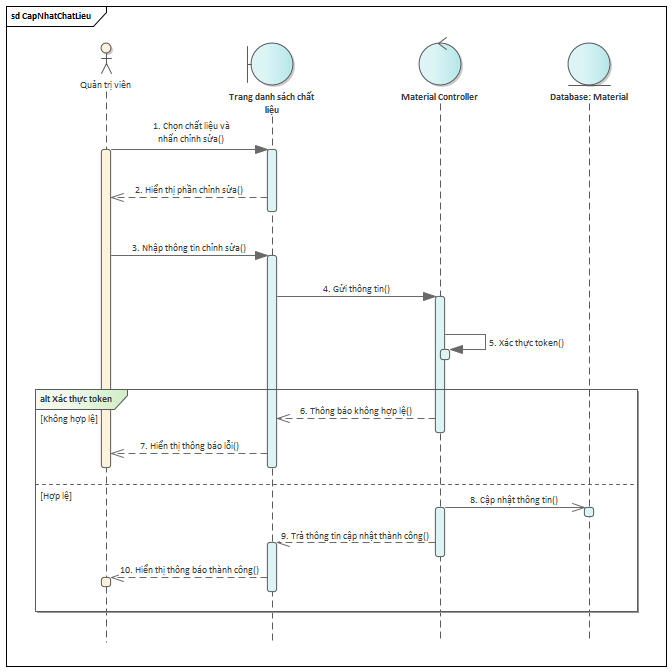 sd CapNhatChatLieu
Quản trị viên
Trang danh sách chất
liệu
Material Controller
Database: Material
1. Chọn chất liệu và
nhấn chỉnh sửa()
2. Hiển thị phần chỉnh sửa()
3. Nhập thông tin chỉnh sửa()
4. Gửi thông tin()
5. Xác thực token()
alt Xác thực token
[Không hợp lệ]
6. Thông báo không hợp lệ()
7. Hiển thị thông báo lỗi()
[Hợp lệ]
8. Cập nhật thông tin()
9. Trả thông tin cập nhật thành công()
10. Hiển thị thông báo thành công()